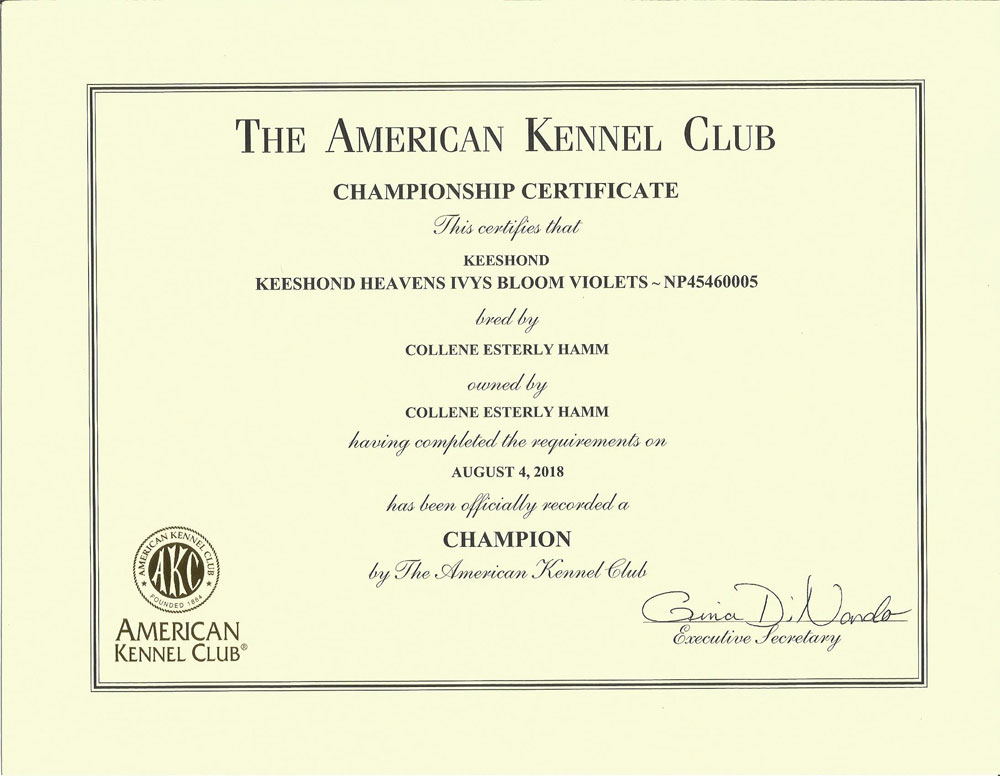 THE AMERICAN KENNEL CLUB
CHAMPIONSHIP CERTIFICATE
This certifies that
KEESHOND
KEESHOND HEAVENS IVYS BLOOM VIOLETS ~ NP45460005
bred by
COLLENE ESTERLY HAMM
owned by
COLLENE ESTERLY HAMM
having completed the requirements on
AUGUST 4, 2018
has been officially recorded a
CHAMPION
by The American Kennel Club
AMERICAN KENNEL CLUB
AKC
FOUNDED 1884
AMERICAN
KENNEL CLUB®
Gina DiNardo
Executive Secretary